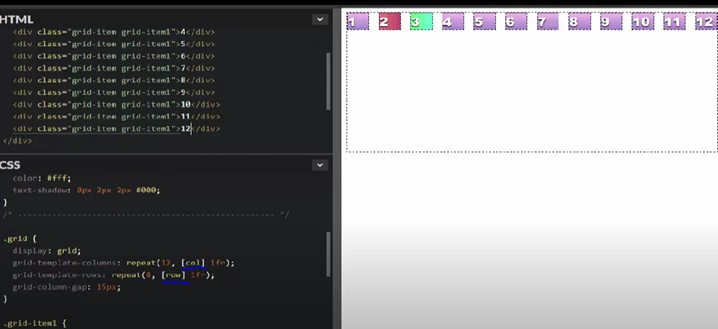 HTML
<div class="grid-item grid-item1">4</div>
<div class="grid-item grid-item1">5</div>
<div class="grid-item grid-item1">6</div>
<div class="grid-item grid-item1">7</div>
<div class="grid-item grid-item1">8</div>
<div class="grid-item grid-item1">9</div>
<div class="grid-item grid-item1">10</div>
<div class="grid-item grid-item1">11</div>
<div class="grid-item grid-item1">12</div>
</div>
CSS
color: #fff;
text-shadow: 0px 2px 2px #000;
}
/* ------------------------------------------------ */
.grid {
display: grid;
grid-template-columns: repeat(12, [col] 1fr);
grid-template-rows: repeat(8, [row] 1fr);
grid-column-gap: 15px;
}
.grid-item1 {
1 2 3 4 5 6 7 8 9 10 11 12